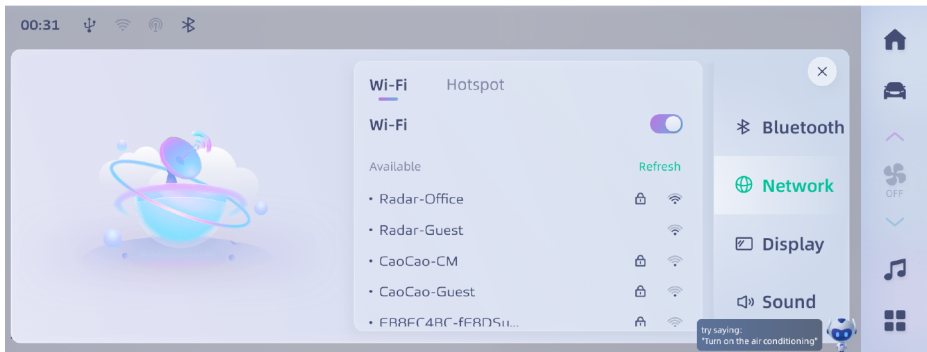 00:31
Wi-Fi
Hotspot
Wi-Fi
Available
Refresh
• Radar-Office
• Radar-Guest
• CaoCao-CM
• CaoCao-Guest
Bluetooth
Network
Display
Sound
OFF
try saying:
"Turn on the air conditioning"